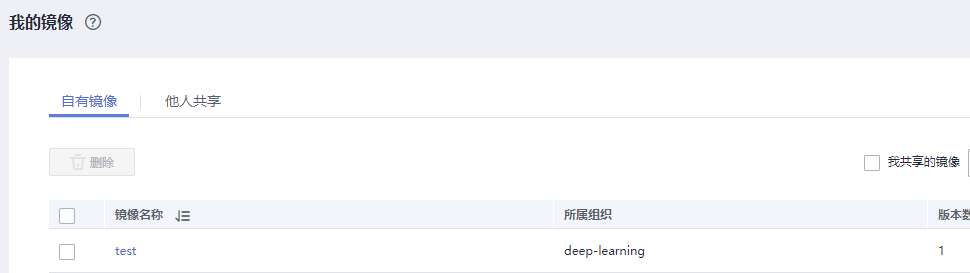 我的镜像 ?
自有镜像 他人共享
删除 我共享的镜像
镜像名称 所属组织 版本数
test deep-learning 1